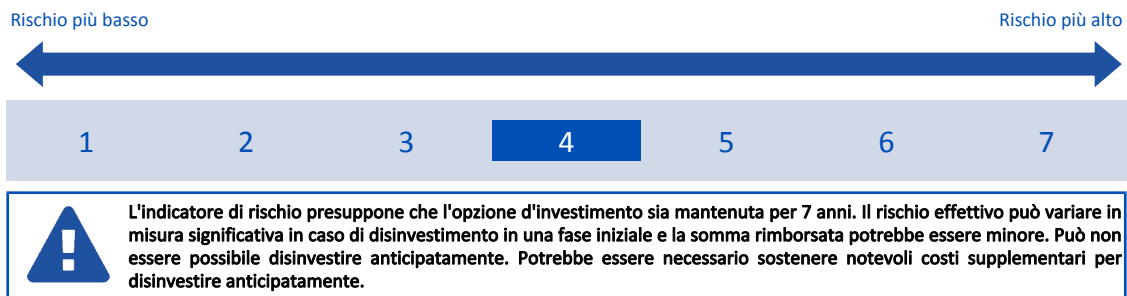 Rischio più basso Rischio più alto
1 2 3 4 5 6 7
L'indicatore di rischio presuppone che l'opzione d'investimento sia mantenuta per 7 anni. Il rischio effettivo può variare in
misura significativa in caso di disinvestimento in una fase iniziale e la somma rimborsata potrebbe essere minore. Può non
essere possibile disinvestire anticipatamente. Potrebbe essere necessario sostenere notevoli costi supplementari per
disinvestire anticipatamente.